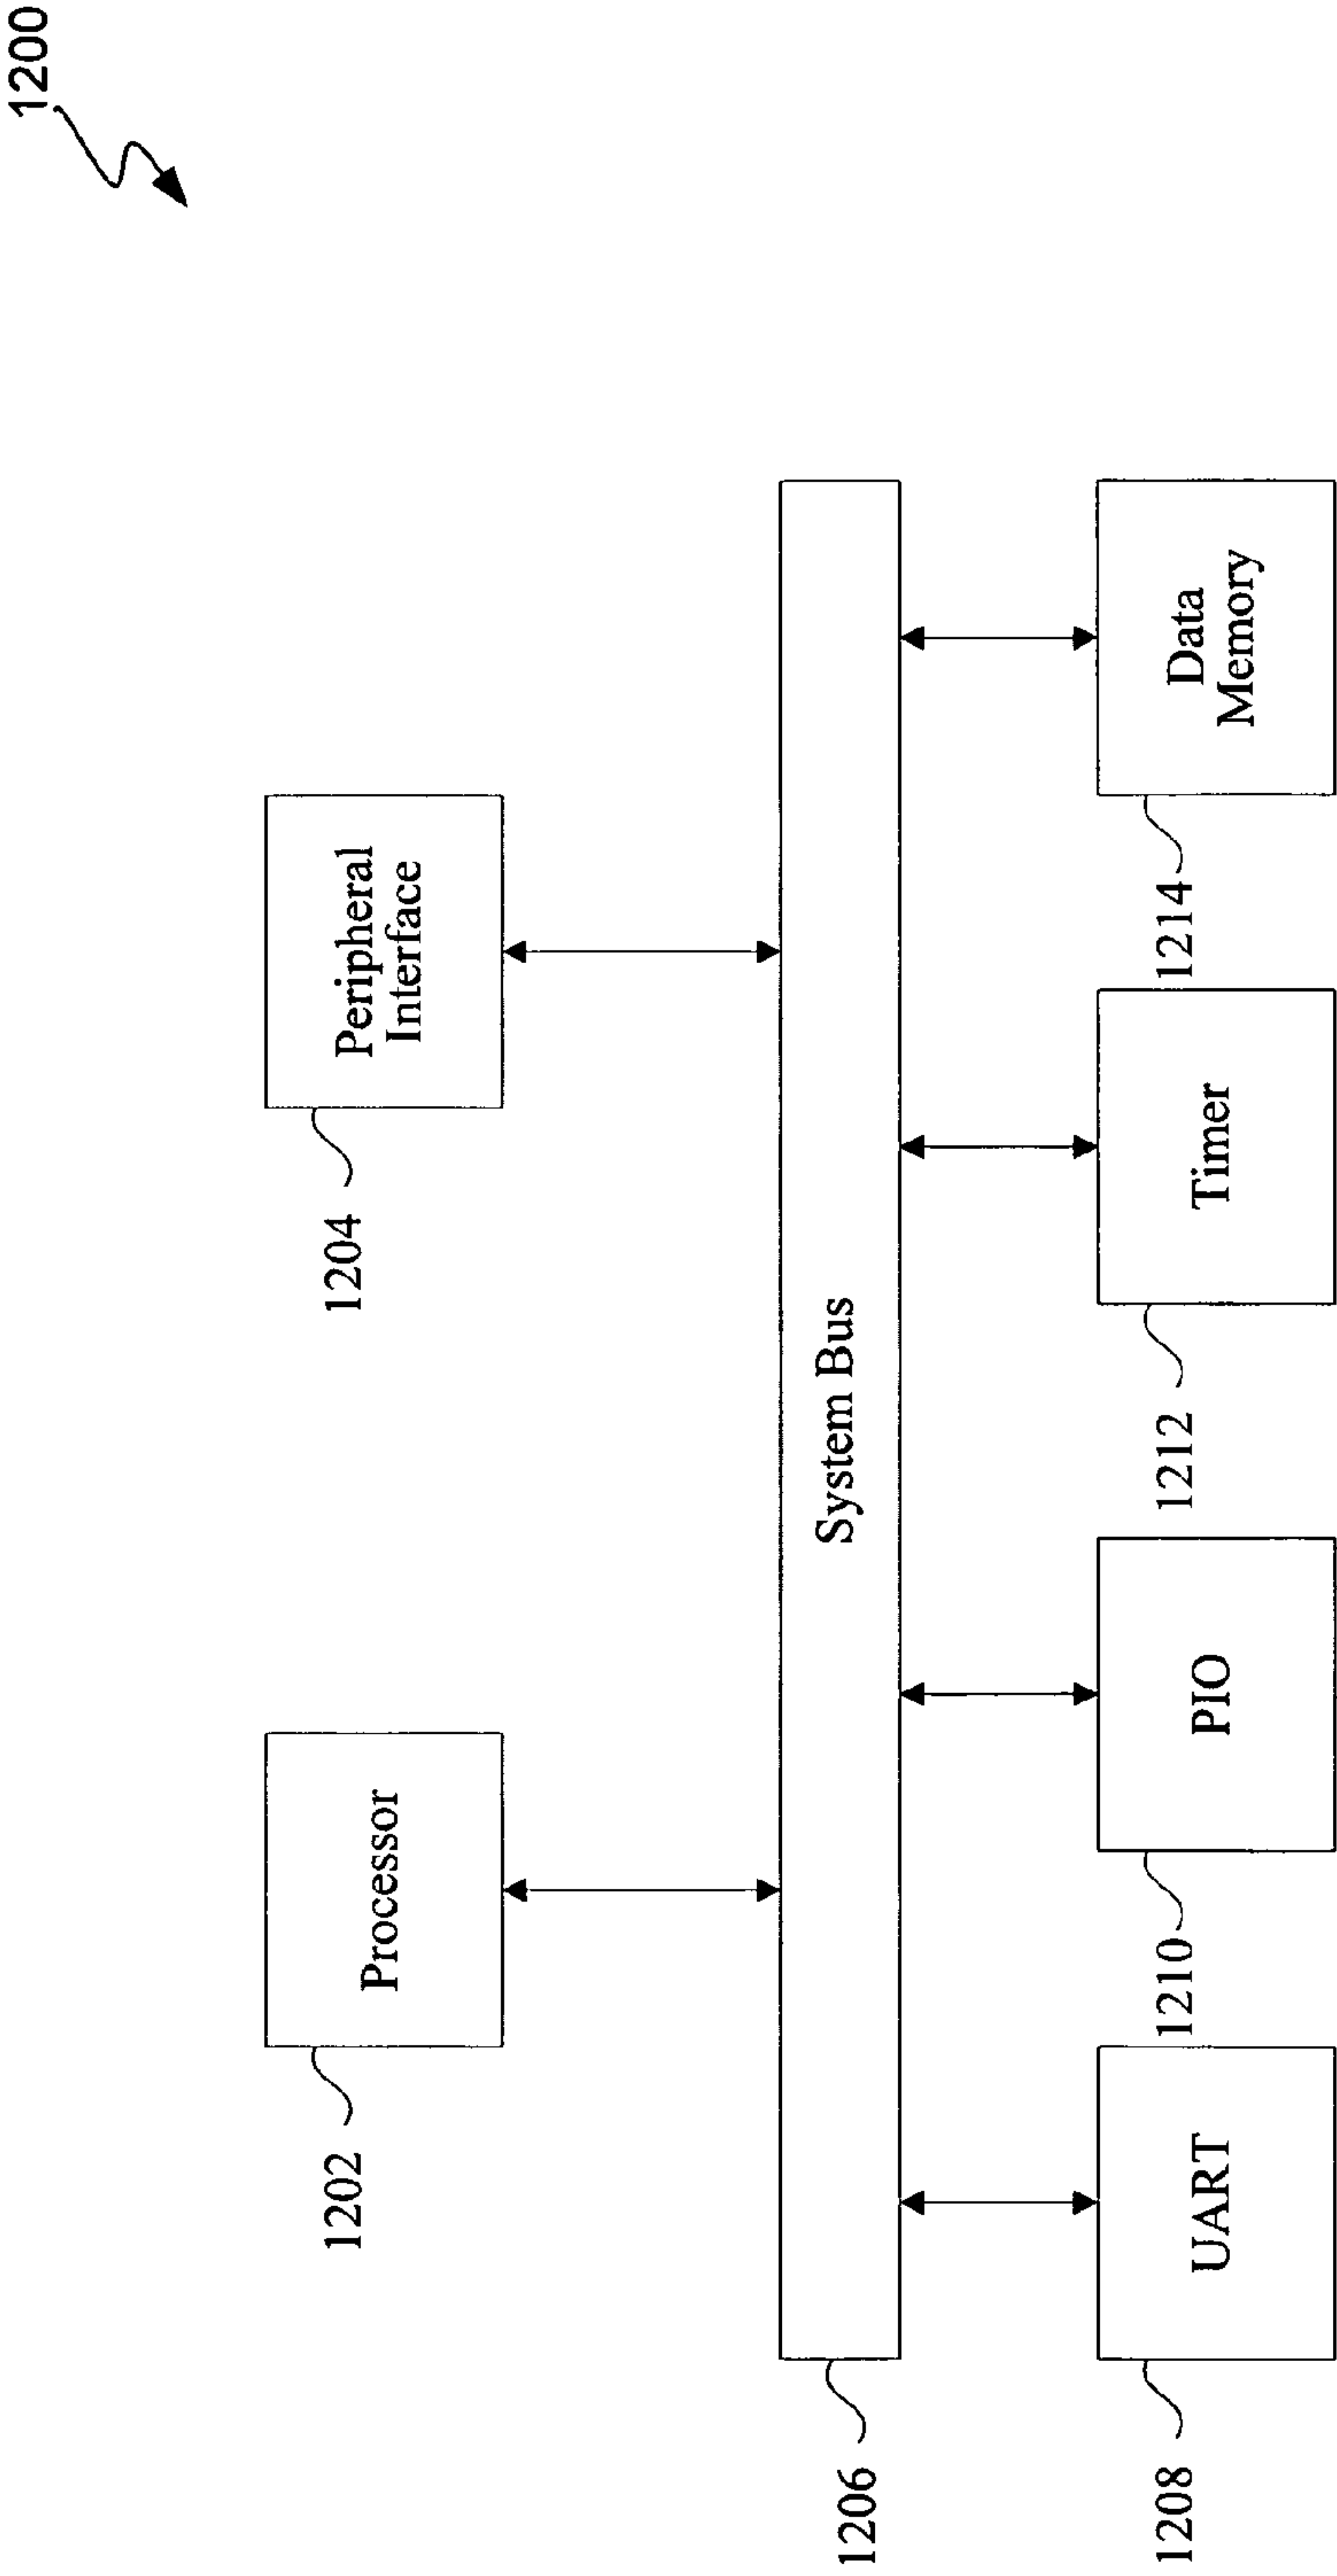 1200
1202
Processor
1204
Peripheral
Interface
1206
System Bus
1208
UART
1210
PIO
1212
Timer
1214
Data
Memory